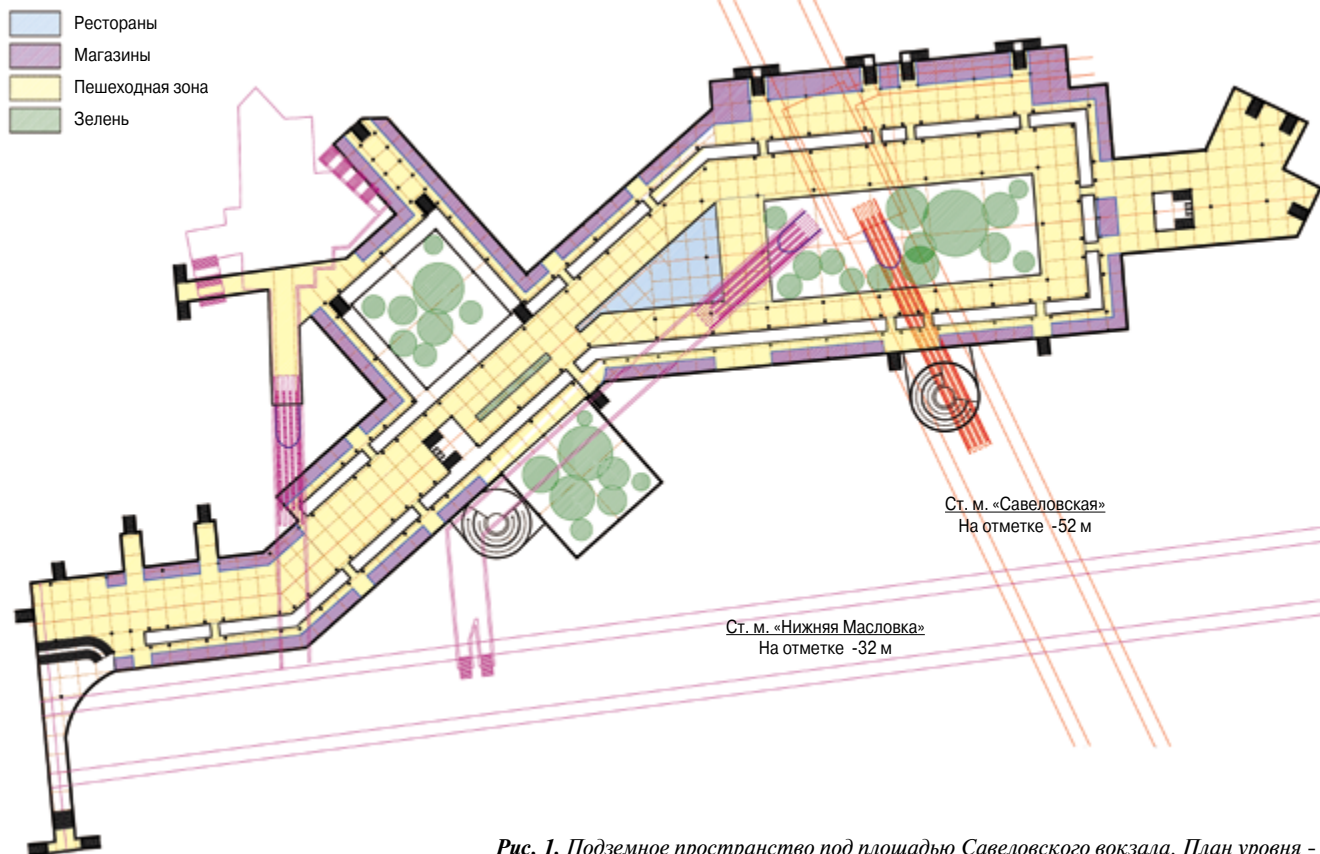 Рестораны
Магазины
Пешеходная зона
Зелень
Ст. м. «Савеловская»
На отметке -52 м
Ст. м. «Нижняя Масловка»
На отметке -32 м
Рис. 1. Подземное пространство под площадью Савеловского вокзала. План уровня -